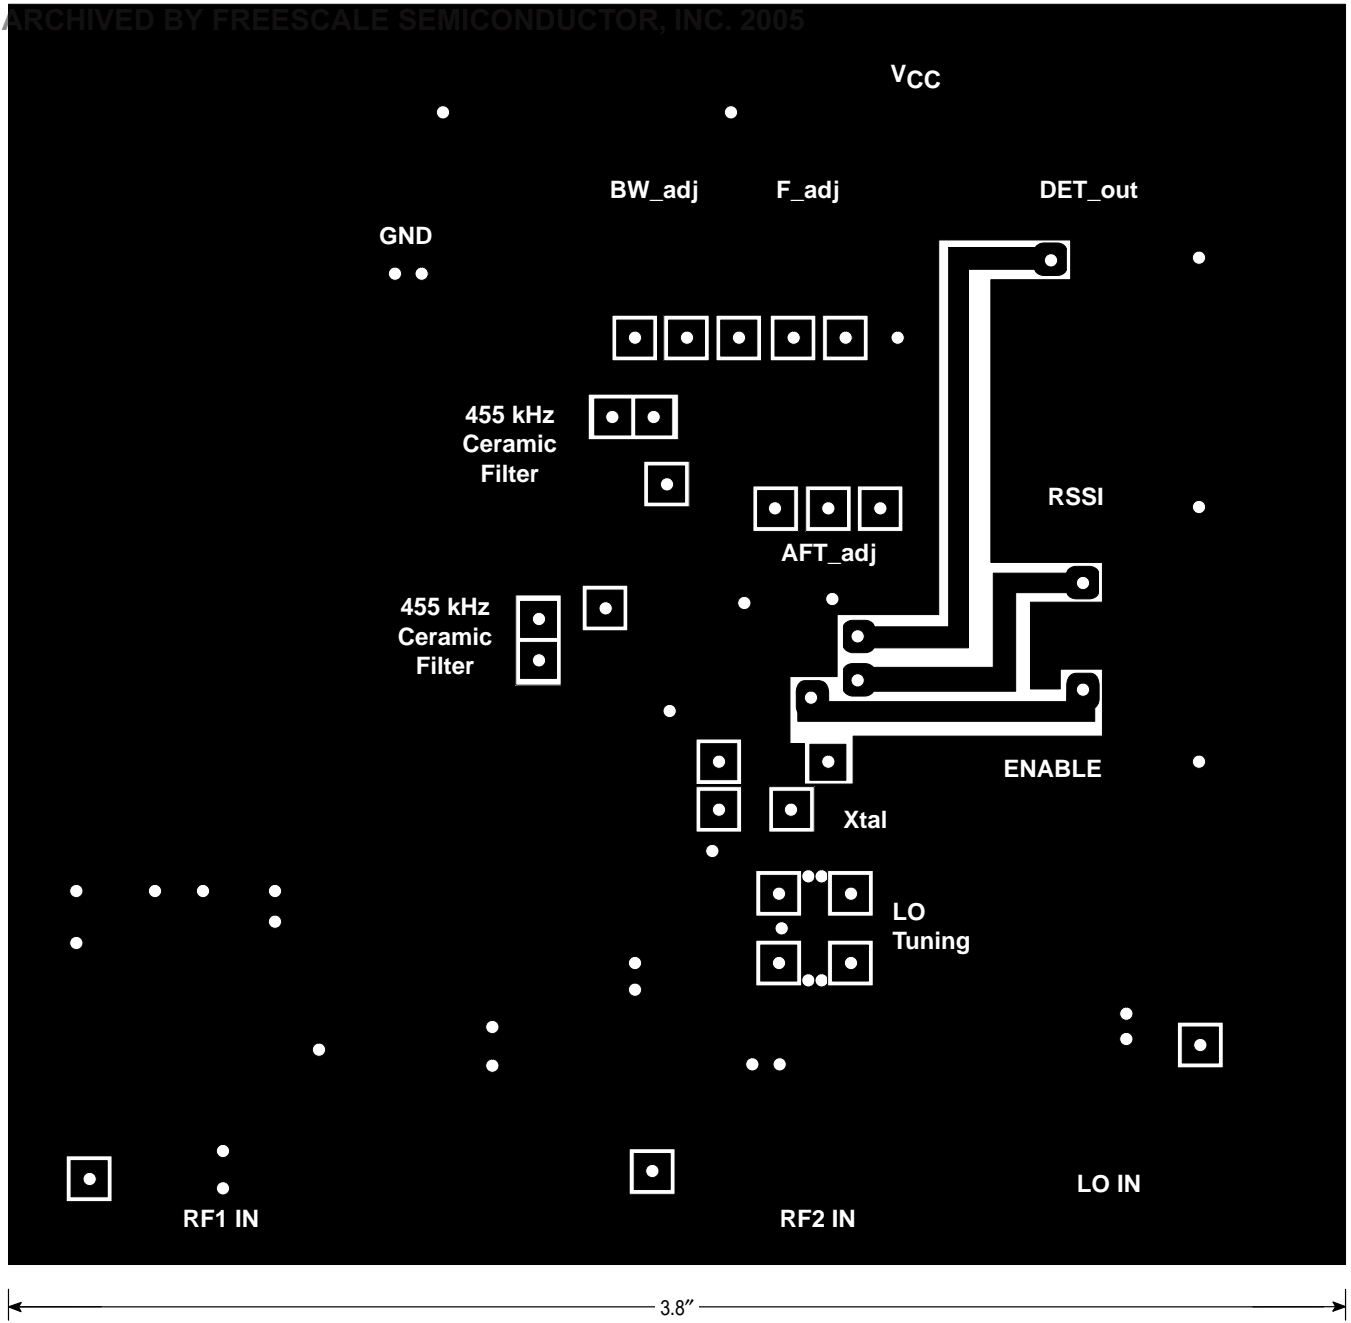 ARCHIVED BY FREESCALE SEMICONDUCTOR, INC. 2005
VCC
BW_adj
F_adj
DET_out
GND
455 kHz
Ceramic
Filter
RSSI
AFT_adj
455 kHz
Ceramic
Filter
ENABLE
Xtal
LO
Tuning
LO IN
RF1 IN
RF2 IN
3.8″